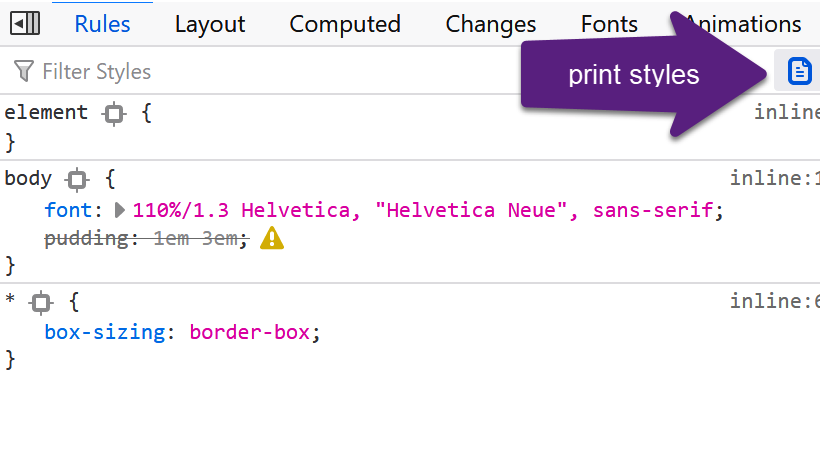 Rules Layout Computed Changes Fonts Animations
Filter Styles
print styles
element {
inline
}
body {
inline:1
font: 110%/1.3 Helvetica, "Helvetica Neue", sans-serif;
pudding: 1em 3em;
}
* {
inline:6
box-sizing: border-box;
}